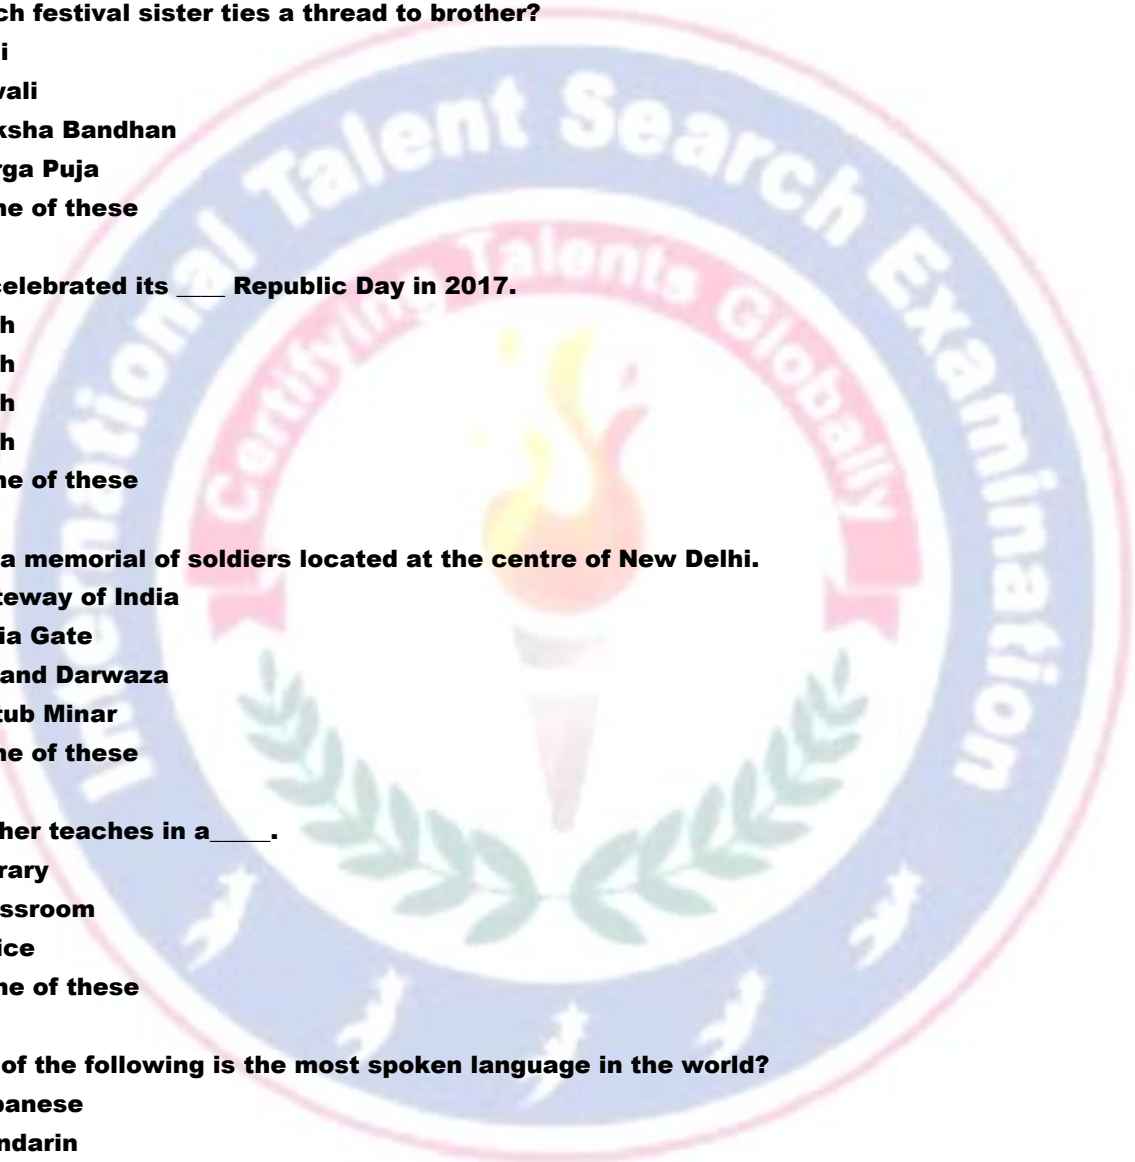 ch festival sister ties a thread to brother?
i
vali
ksha Bandhan
rga Puja
ne of these
celebrated its ____ Republic Day in 2017.
h
h
h
h
ne of these
a memorial of soldiers located at the centre of New Delhi.
teway of India
ia Gate
and Darwaza
tub Minar
ne of these
her teaches in a_____.
rary
ssroom
ice
ne of these
of the following is the most spoken language in the world?
panese
ndarin
International Talent Search Examination
Certifying Talents Globally